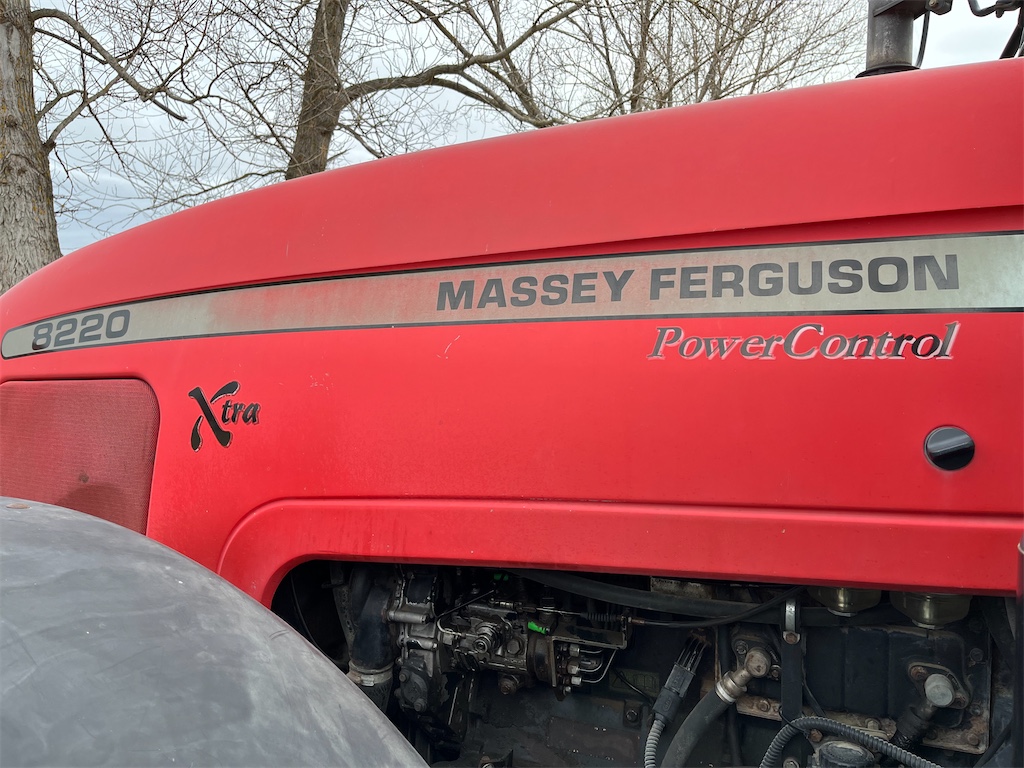 8220 MASSEY FERGUSON
PowerControl
Xtra